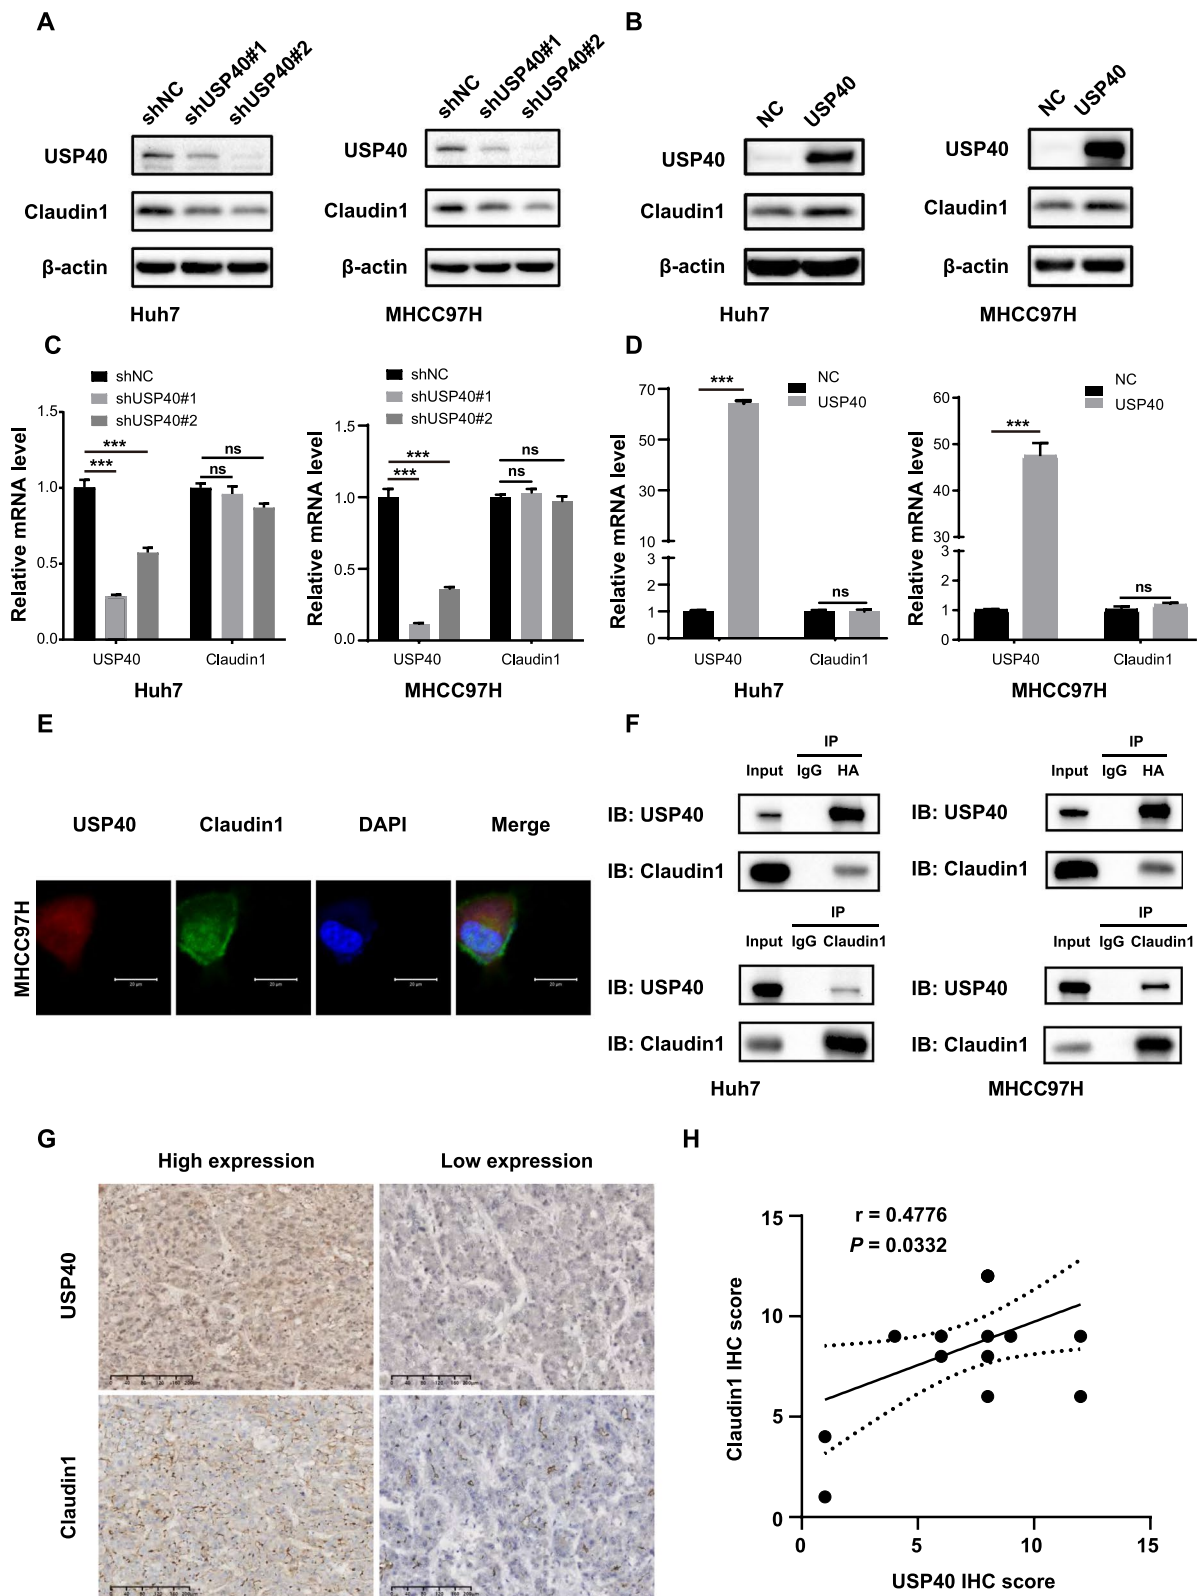 A
shNC
shUSP40#1
shUSP40#2
USP40
Claudin1
β-actin
Huh7
shNC
shUSP40#1
shUSP40#2
USP40
Claudin1
β-actin
MHCC97H
B
NC
USP40
USP40
Claudin1
β-actin
Huh7
NC
USP40
USP40
Claudin1
β-actin
MHCC97H
C
shNC
shUSP40#1
shUSP40#2
Relative mRNA level
1.5
1.0
0.5
0.0
***
***
ns
ns
USP40
Claudin1
Huh7
shNC
shUSP40#1
shUSP40#2
Relative mRNA level
1.5
1.0
0.5
0.0
***
***
ns
ns
USP40
Claudin1
MHCC97H
D
NC
USP40
Relative mRNA level
70
50
30
10
3
2
1
0
***
ns
USP40
Claudin1
Huh7
NC
USP40
Relative mRNA level
60
50
40
30
3
2
1
0
***
ns
USP40
Claudin1
MHCC97H
E
USP40
Claudin1
DAPI
Merge
MHCC97H
F
IP
Input
IgG
HA
IB: USP40
IB: Claudin1
IP
Input
IgG
Claudin1
IB: USP40
IB: Claudin1
Huh7
IP
Input
IgG
HA
IB: USP40
IB: Claudin1
IP
Input
IgG
Claudin1
IB: USP40
IB: Claudin1
MHCC97H
G
High expression
Low expression
USP40
Claudin1
H
r = 0.4776
P = 0.0332
Claudin1 IHC score
15
10
5
0
0
5
10
15
USP40 IHC score